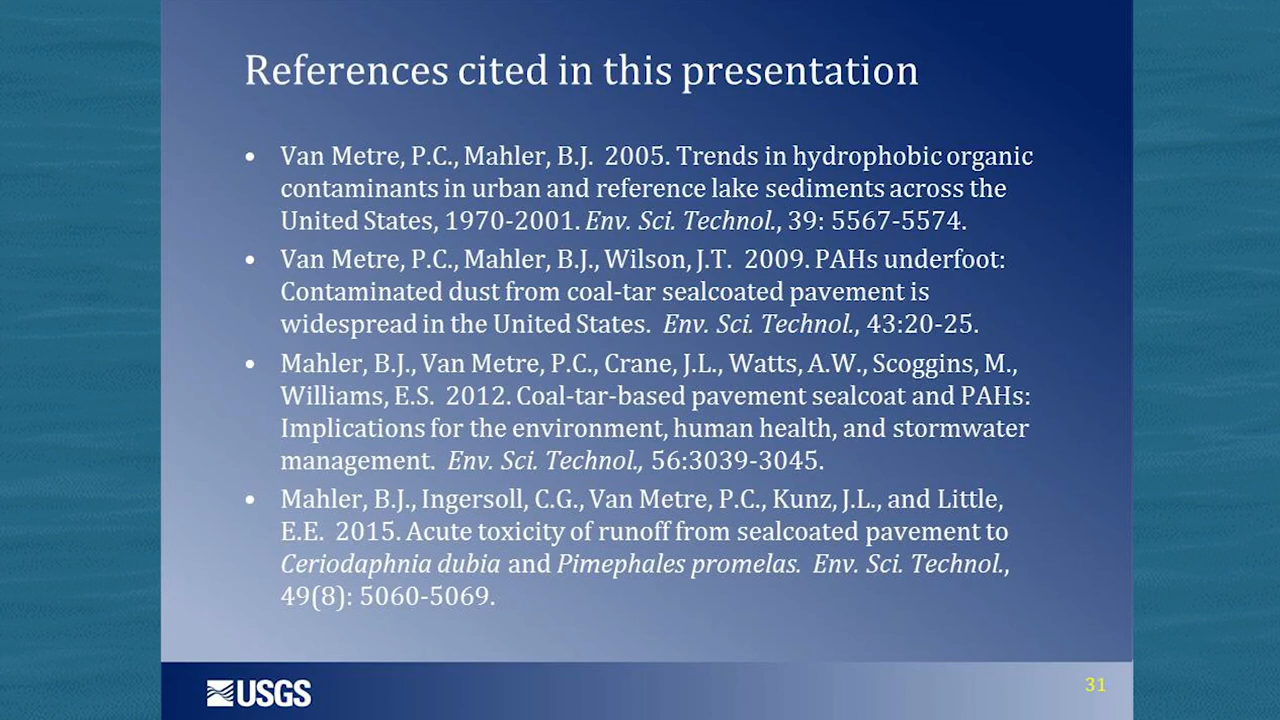 References cited in this presentation
• Van Metre, P.C., Mahler, B.J.  2005. Trends in hydrophobic organic
contaminants in urban and reference lake sediments across the
United States, 1970-2001. Env. Sci. Technol., 39: 5567-5574.
• Van Metre, P.C., Mahler, B.J., Wilson, J.T.  2009. PAHs underfoot:
Contaminated dust from coal-tar sealcoated pavement is
widespread in the United States.  Env. Sci. Technol., 43:20-25.
• Mahler, B.J., Van Metre, P.C., Crane, J.L., Watts, A.W., Scoggins, M.,
Williams, E.S.  2012. Coal-tar-based pavement sealcoat and PAHs:
Implications for the environment, human health, and stormwater
management.  Env. Sci. Technol., 56:3039-3045.
• Mahler, B.J., Ingersoll, C.G., Van Metre, P.C., Kunz, J.L., and Little,
E.E.  2015. Acute toxicity of runoff from sealcoated pavement to
Ceriodaphnia dubia and Pimephales promelas.  Env. Sci. Technol.,
49(8): 5060-5069.
USGS
31